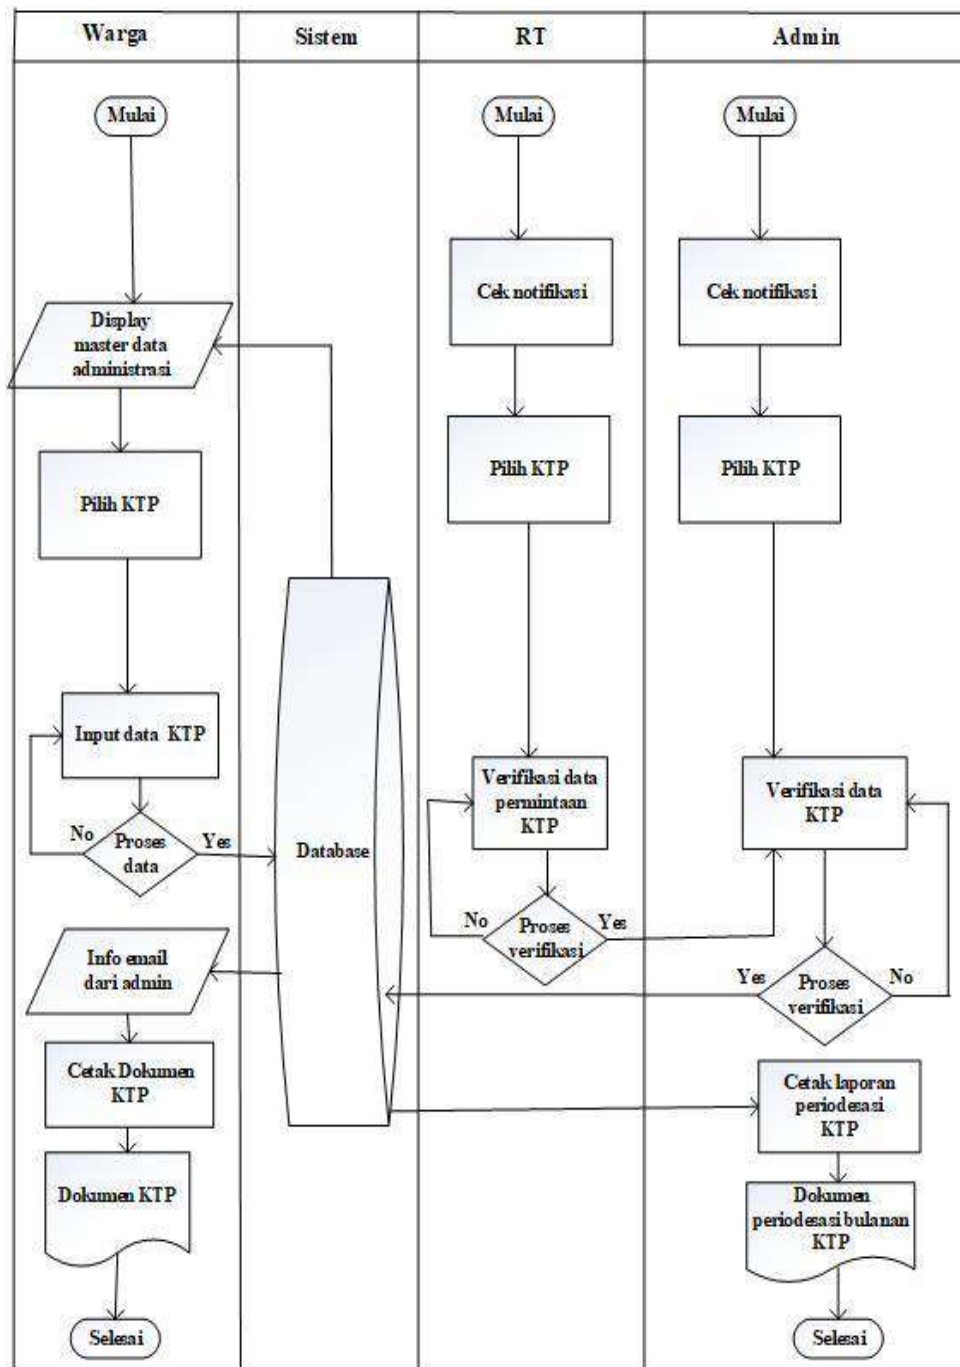 Warga
Sistem
RT
Admin
Mulai
Mulai
Mulai
Cek notifikasi
Cek notifikasi
Display
master data
administrasi
Pilih KTP
Pilih KTP
Pilih KTP
Input data KTP
Verifikasi data
permintaan
KTP
Verifikasi data
KTP
No
Proses
data
Yes
Database
No
Proses
verifikasi
Yes
Info email
dari admin
Yes
Proses
verifikasi
No
Cetak Dokumen
KTP
Cetak laporan
periodesasi
KTP
Dokumen KTP
Dokumen
periodesasi bulanan
KTP
Selesai
Selesai